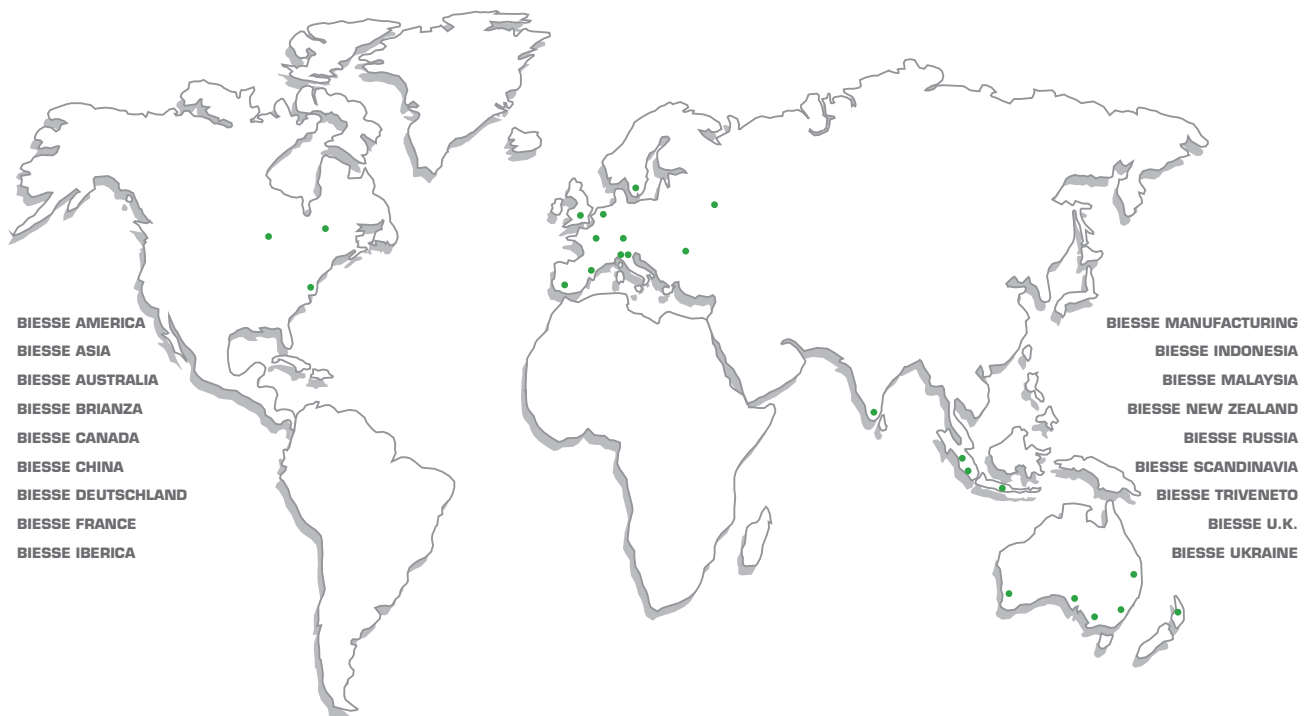 BIESSE AMERICA
BIESSE ASIA
BIESSE AUSTRALIA
BIESSE BRIANZA
BIESSE CANADA
BIESSE CHINA
BIESSE DEUTSCHLAND
BIESSE FRANCE
BIESSE IBERICA
BIESSE MANUFACTURING
BIESSE INDONESIA
BIESSE MALAYSIA
BIESSE NEW ZEALAND
BIESSE RUSSIA
BIESSE SCANDINAVIA
BIESSE TRIVENETO
BIESSE U.K.
BIESSE UKRAINE